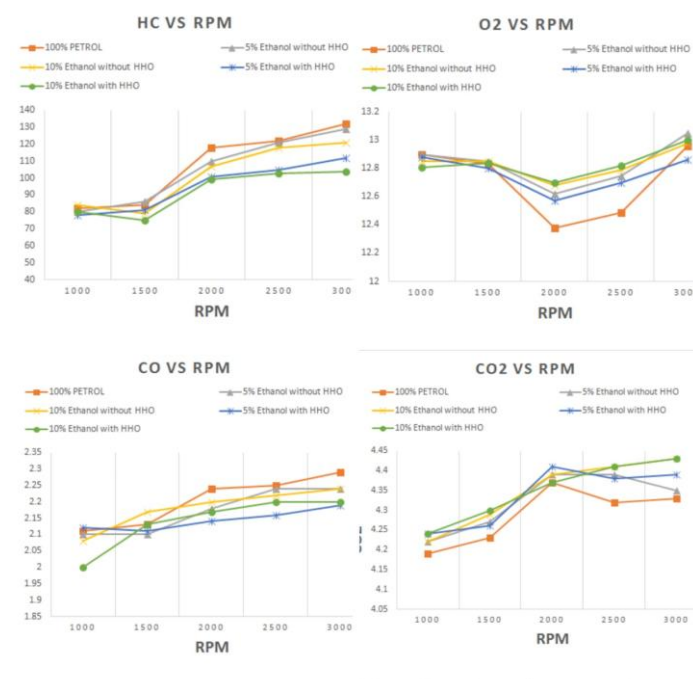 HC VS RPM
100% PETROL
5% Ethanol without HHO
10% Ethanol without HHO
5% Ethanol with HHO
10% Ethanol with HHO
140
130
120
110
100
90
80
70
60
50
40
1000 1500 2000 2500 300
RPM
O2 VS RPM
100% PETROL
5% Ethanol without HHO
10% Ethanol without HHO
5% Ethanol with HHO
10% Ethanol with HHO
13.2
13
12.8
12.6
12.4
12.2
12
1000 1500 2000 2500 300
RPM
CO VS RPM
100% PETROL
5% Ethanol without HHO
10% Ethanol without HHO
5% Ethanol with HHO
10% Ethanol with HHO
2.35
2.3
2.25
2.2
2.15
2.1
2.05
2
1.95
1.9
1.85
1000 1500 2000 2500 3000
RPM
CO2 VS RPM
100% PETROL
5% Ethanol without HHO
10% Ethanol without HHO
5% Ethanol with HHO
10% Ethanol with HHO
4.45
4.4
4.35
4.3
4.25
4.2
4.15
4.1
4.05
1000 1500 2000 2500 3000
RPM